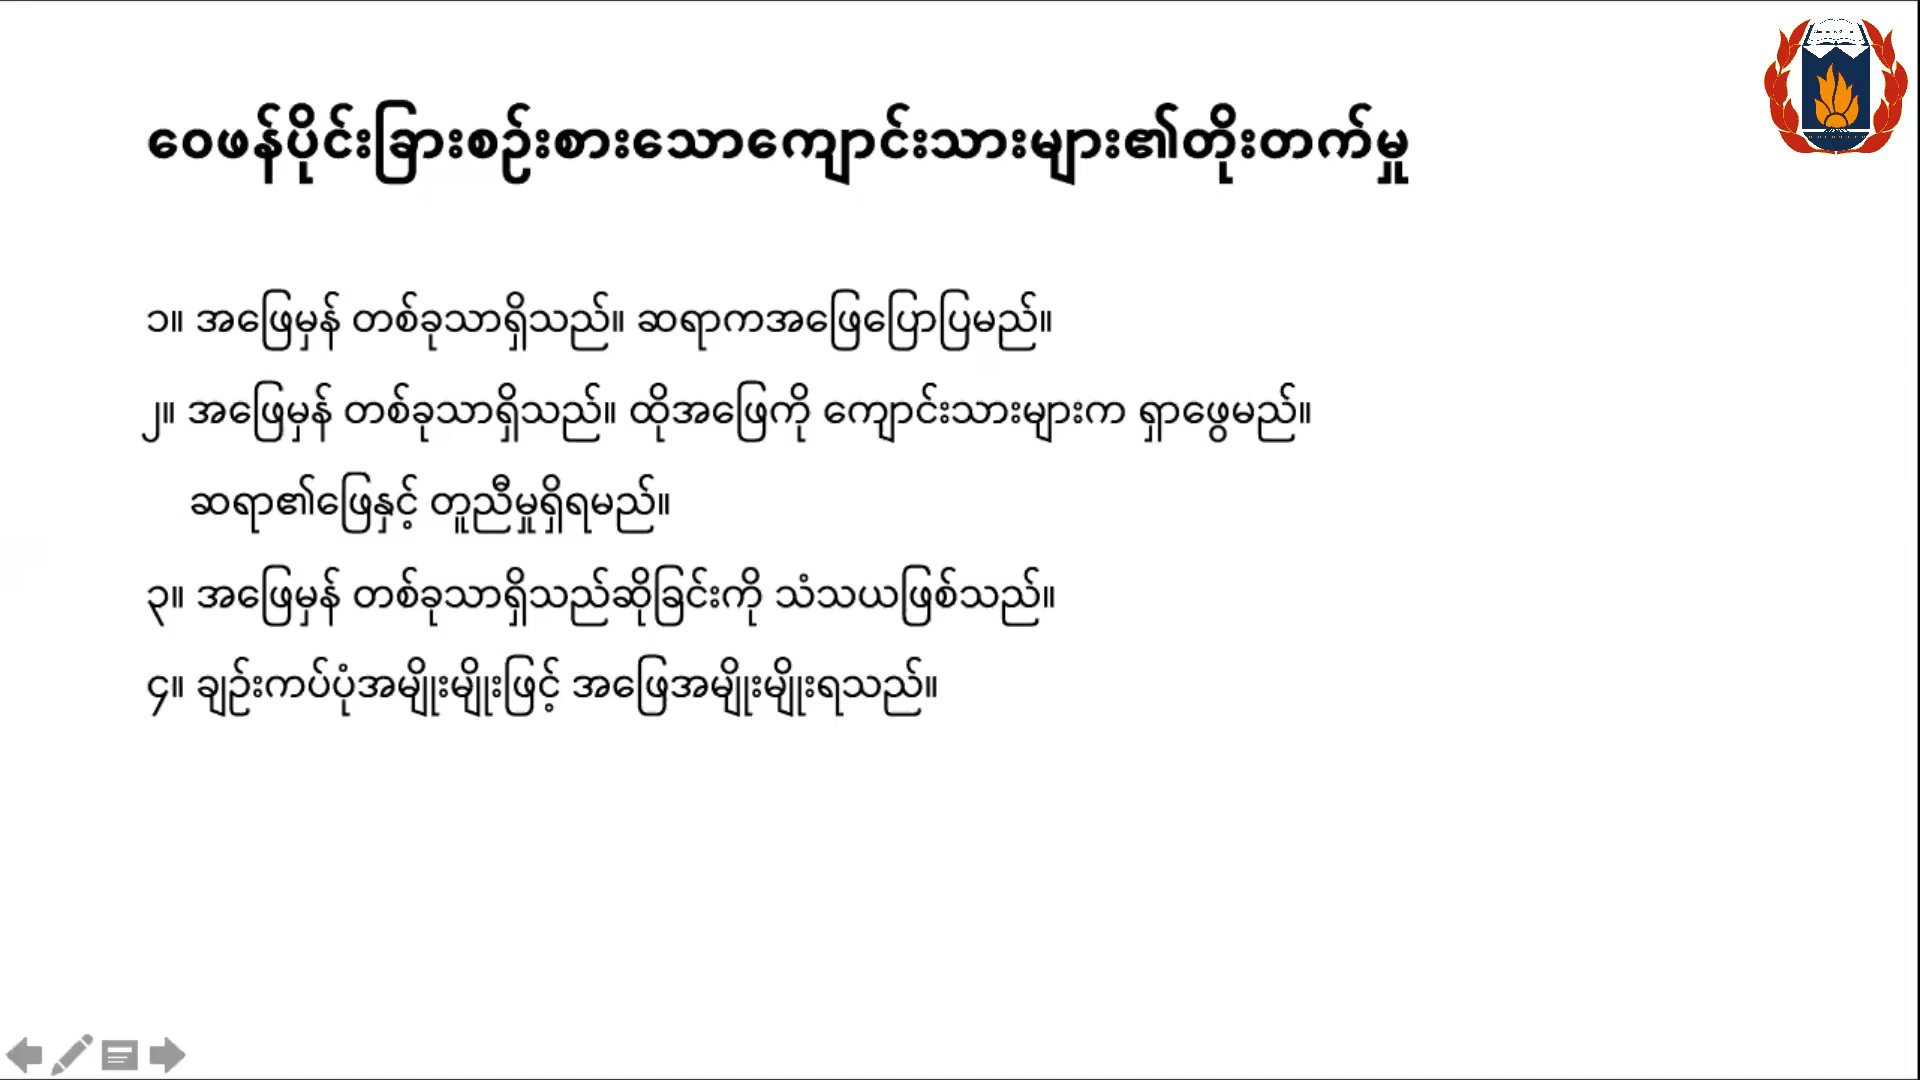 ဝေဖန်ပိုင်းခြားစဉ်းစားသောကျောင်းသားများ၏တိုးတက်မှု
၁။ အဖြေမှန် တစ်ခုသာရှိသည်။ ဆရာကအဖြေပြောပြမည်။
၂။ အဖြေမှန် တစ်ခုသာရှိသည်။ ထိုအဖြေကို ကျောင်းသားများက ရှာဖွေမည်။
ဆရာ၏ဖြေနှင့် တူညီမှုရှိရမည်။
၃။ အဖြေမှန် တစ်ခုသာရှိသည်ဆိုခြင်းကို သံသယဖြစ်သည်။
၄။ ချဉ်းကပ်ပုံအမျိုးမျိုးဖြင့် အဖြေအမျိုးမျိုးရသည်။